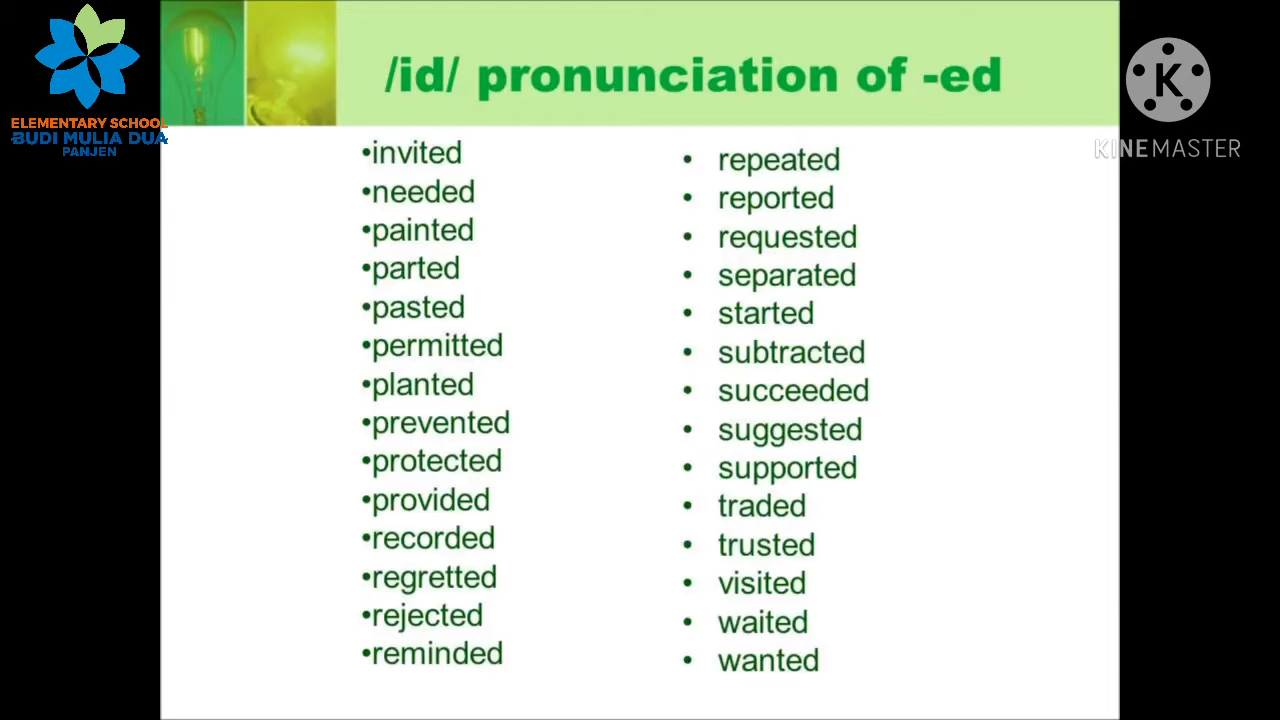 ELEMENTARY SCHOOL
BUDI MULIA DUA
PANJEN
/id/ pronunciation of -ed
K
KINEMASTER
•invited
•needed
•painted
•parted
•pasted
•permitted
•planted
•prevented
•protected
•provided
•recorded
•regretted
•rejected
•reminded
• repeated
• reported
• requested
• separated
• started
• subtracted
• succeeded
• suggested
• supported
• traded
• trusted
• visited
• waited
• wanted